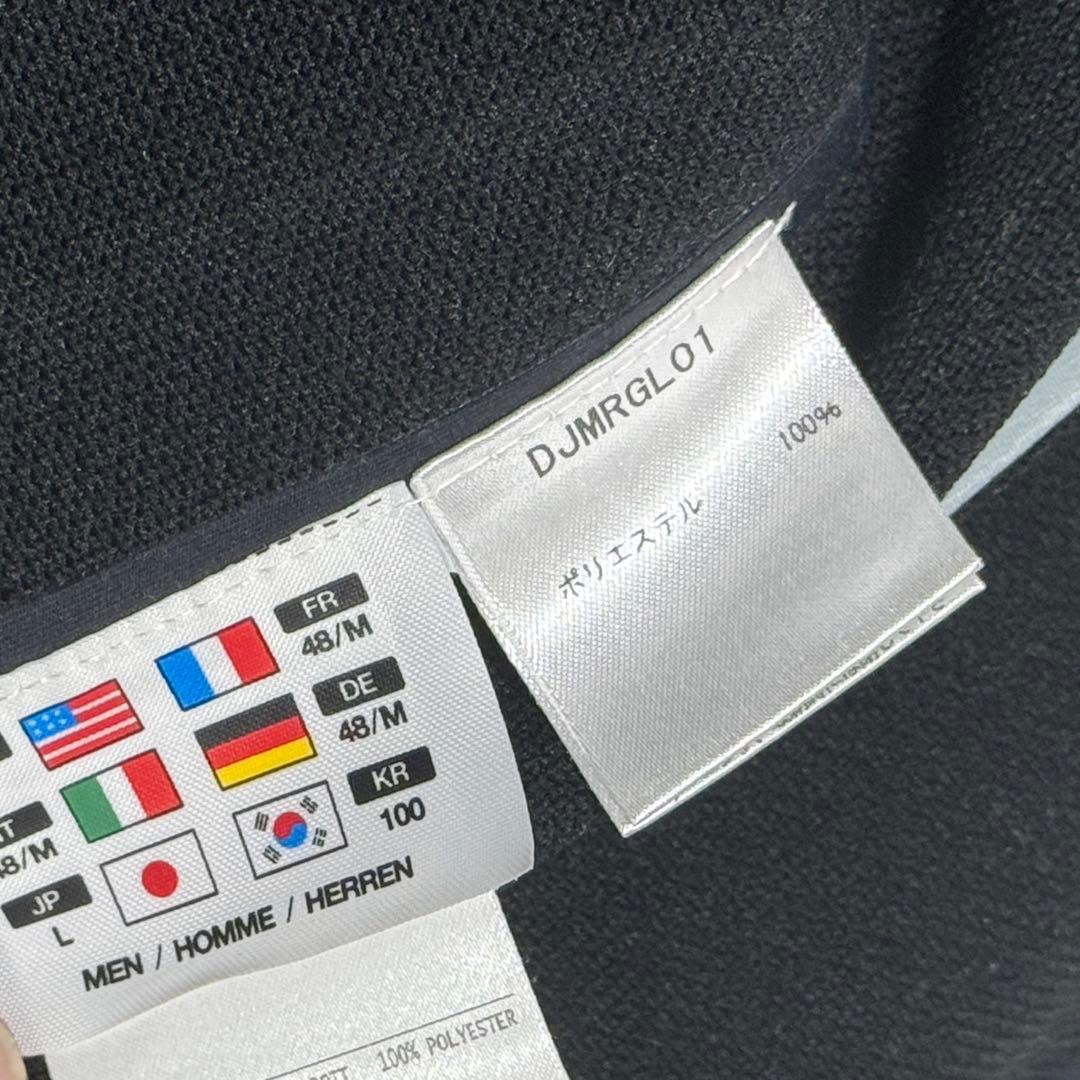 DJMRGL01
ポリエステル 100%
FR
48/M
DE
48/M
KR
100
48/M
JP
L
MEN / HOMME / HERREN
100% POLYESTER